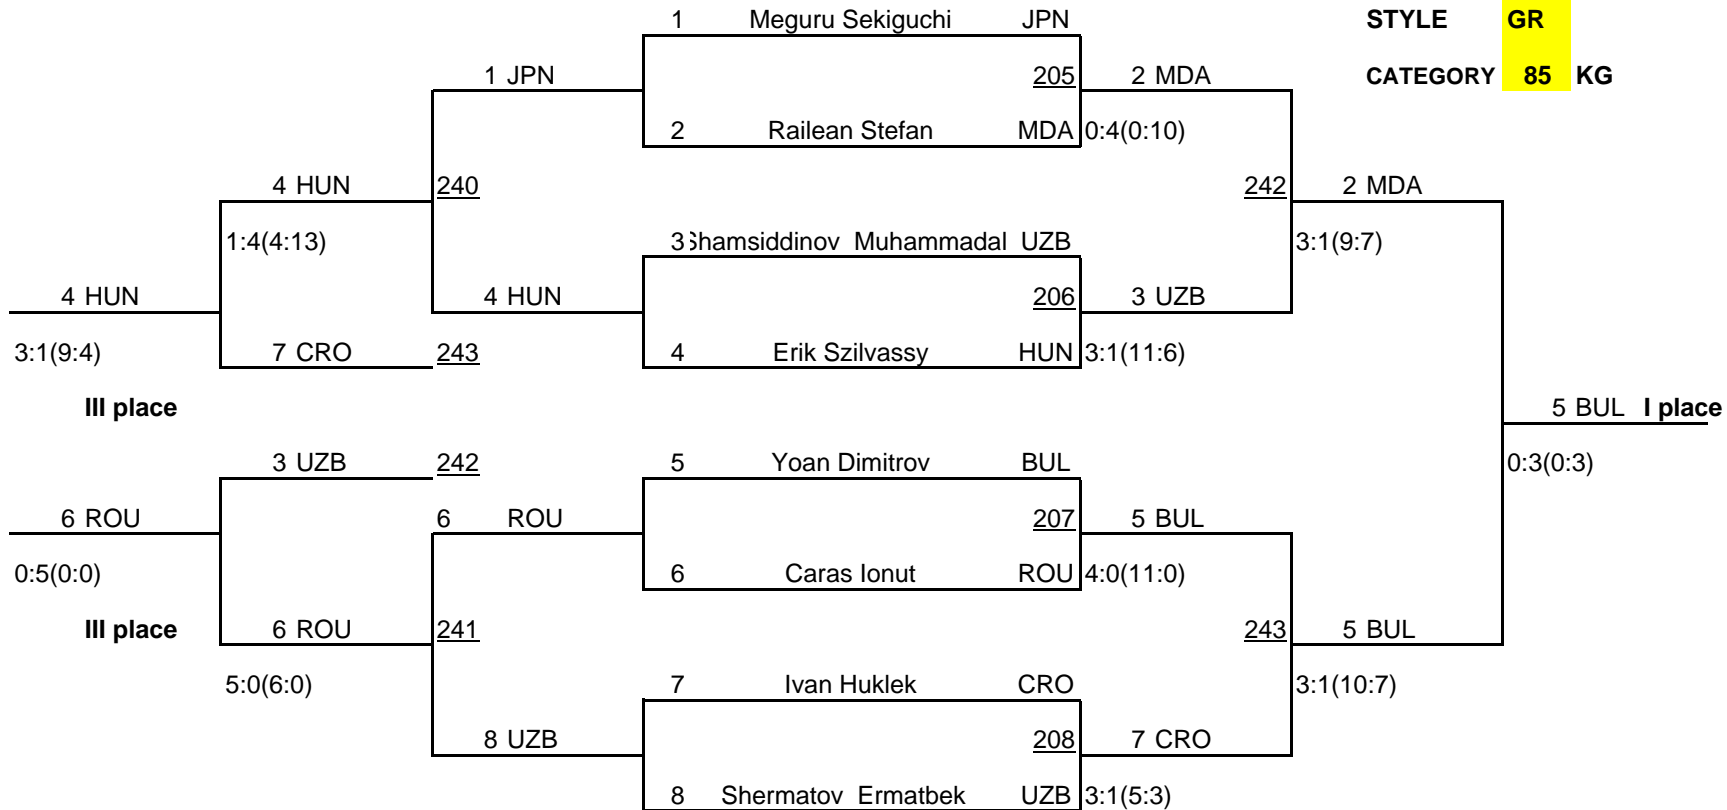 1 Meguru Sekiguchi JPN STYLE GR
1 JPN 205 2 MDA CATEGORY 85 KG
2 Railean Stefan MDA 0:4(0:10)
4 HUN 240 242 2 MDA
1:4(4:13) 3 Shamsiddinov Muhammadal UZB 3:1(9:7)
4 HUN 4 HUN 206 3 UZB
3:1(9:4) 7 CRO 243 4 Erik Szilvassy HUN 3:1(11:6)
III place 5 BUL I place
3 UZB 242 5 Yoan Dimitrov BUL 0:3(0:3)
6 ROU 6 ROU 207 5 BUL
0:5(0:0) 6 Caras Ionut ROU 4:0(11:0)
III place 6 ROU 241 243 5 BUL
5:0(6:0) 7 Ivan Huklek CRO 3:1(10:7)
8 UZB 208 7 CRO
8 Shermatov Ermatbek UZB 3:1(5:3)